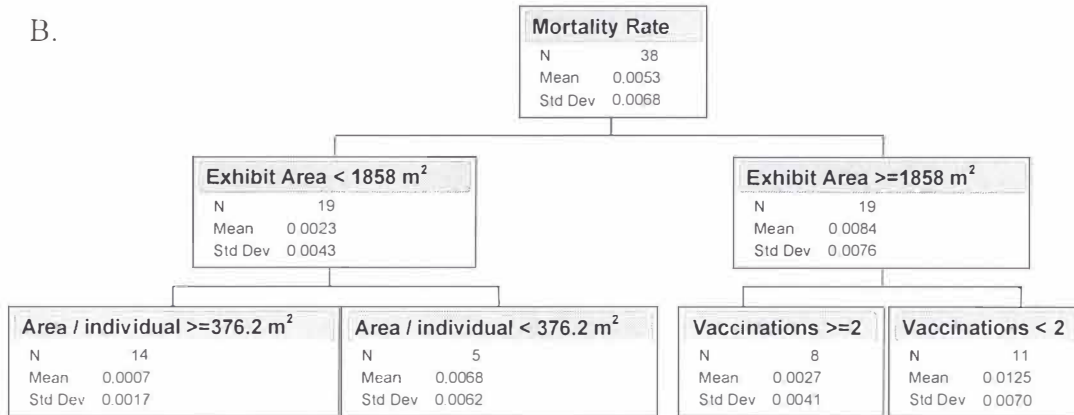 B.
Mortality Rate
N 38
Mean 0.0053
Std Dev 0.0068
Exhibit Area < 1858 m²
N 19
Mean 0.0023
Std Dev 0.0043
Exhibit Area >=1858 m²
N 19
Mean 0.0084
Std Dev 0.0076
Area / individual >=376.2 m²
N 14
Mean 0.0007
Std Dev 0.0017
Area / individual < 376.2 m²
N 5
Mean 0.0068
Std Dev 0.0062
Vaccinations >=2
N 8
Mean 0.0027
Std Dev 0.0041
Vaccinations < 2
N 11
Mean 0.0125
Std Dev 0.0070